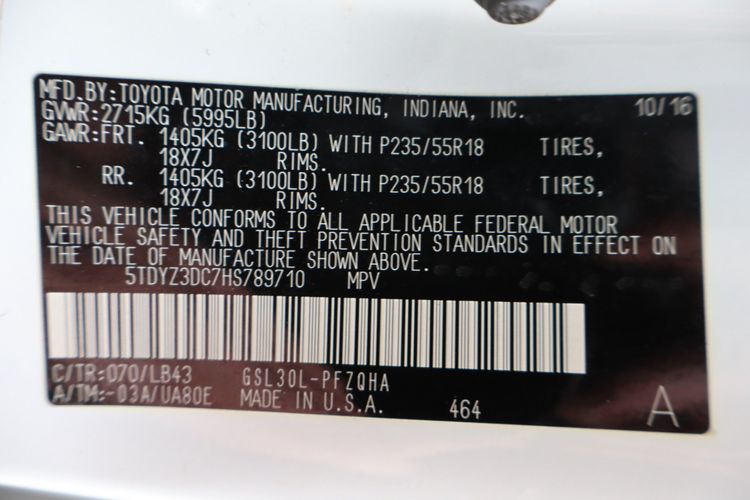 MFD.BY:TOYOTA MOTOR MANUFACTURING, INDIANA, INC. 10/16
GVWR:2715KG (5995LB)
GAWR:FRT. 1405KG (3100LB) WITH P235/55R18 TIRES,
18X7J RIMS.
RR. 1405KG (3100LB) WITH P235/55R18 TIRES,
18X7J RIMS.
THIS VEHICLE CONFORMS TO ALL APPLICABLE FEDERAL MOTOR
VEHICLE SAFETY AND THEFT PREVENTION STANDARDS IN EFFECT ON
THE DATE OF MANUFACTURE SHOWN ABOVE.
5TDYZ3DC7HS789710 MPV
C/TR:070/LB43 GSL30L-PFZQHA
A/TM:-03A/UA80E MADE IN U.S.A. 464 A